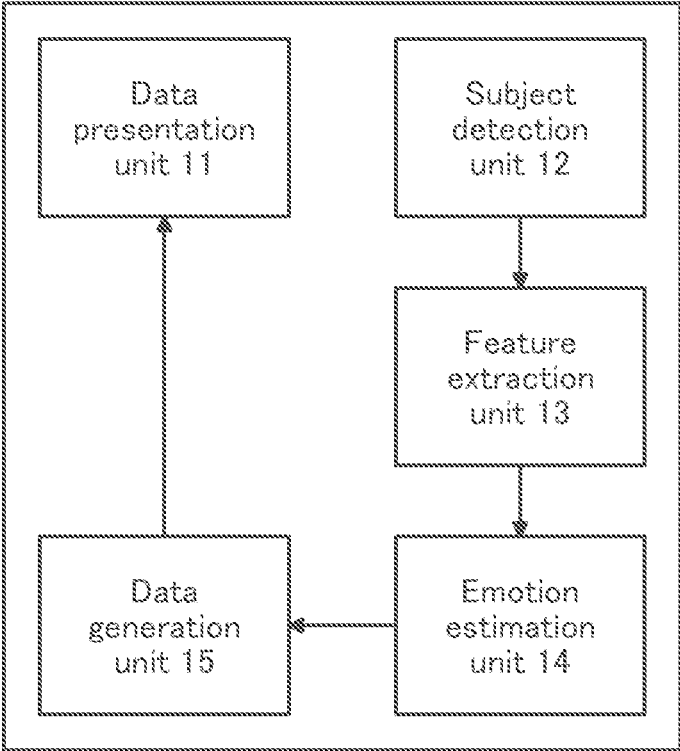 Data
presentation
unit 11
Subject
detection
unit 12
Feature
extraction
unit 13
Data
generation
unit 15
Emotion
estimation
unit 14